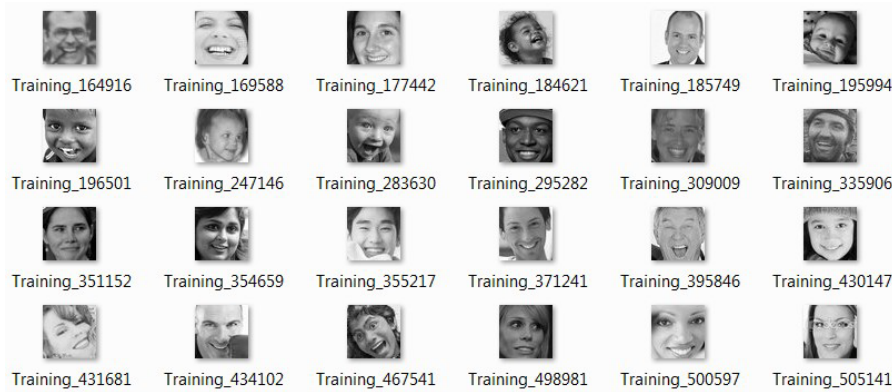 Training_164916 Training_169588 Training_177442 Training_184621 Training_185749 Training_195994
Training_196501 Training_247146 Training_283630 Training_295282 Training_309009 Training_335906
Training_351152 Training_354659 Training_355217 Training_371241 Training_395846 Training_430147
Training_431681 Training_434102 Training_467541 Training_498981 Training_500597 Training_505141